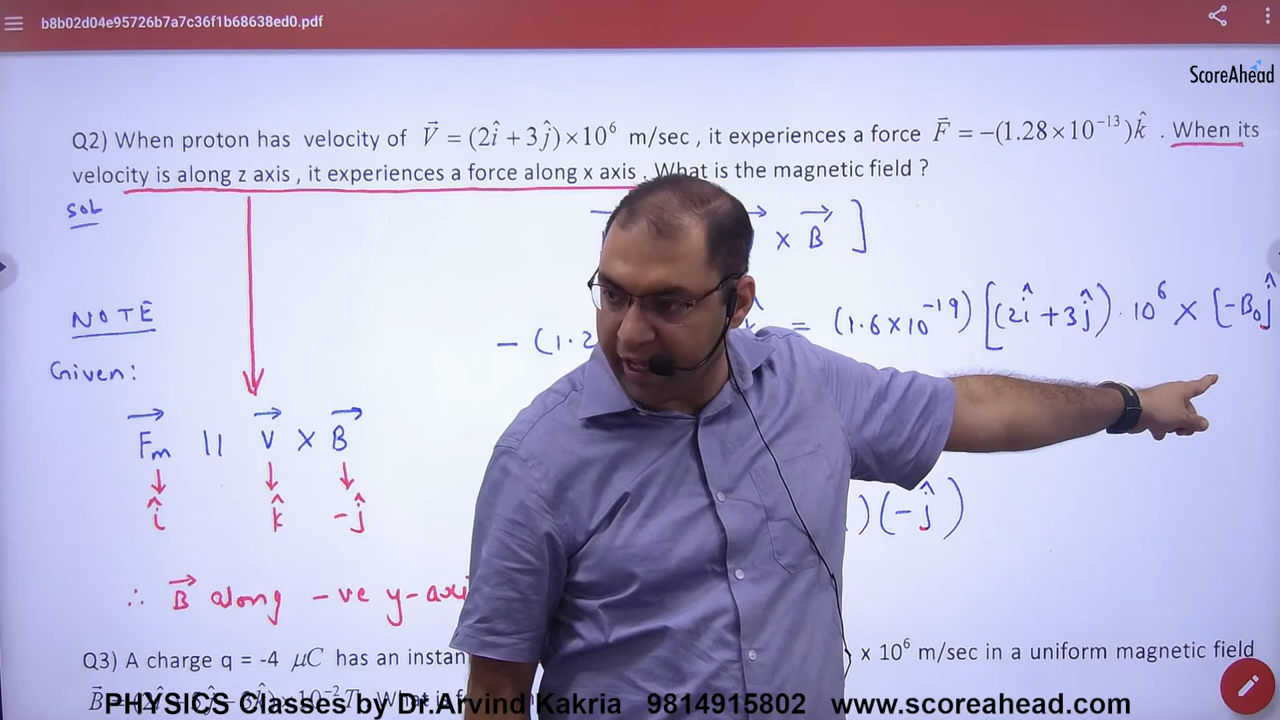 b8b02d04e95726b7a7c36f1b68638ed0.pdf
ScoreAhead
Q2) When proton has velocity of V⃗ = (2î + 3ĵ) × 10⁶ m/sec , it experiences a force F⃗ = −(1.28 × 10⁻¹³)k̂ . When its
velocity is along z axis , it experiences a force along x axis . What is the magnetic field ?
Sol
× B⃗ ]
NOTE
− (1.2 = (1.6 × 10⁻¹⁹) [(2î + 3ĵ) · 10⁶ × [−B₀ĵ
Given:
F⃗m || v⃗ × B⃗
î k̂ −ĵ
) (−ĵ)
∴ B⃗ along −ve y-axi
Q3) A charge q = -4 μC has an instan x 10⁶ m/sec in a uniform magnetic field
PHYSICS Classes by Dr.Arvind Kakria 9814915802 www.scoreahead.com